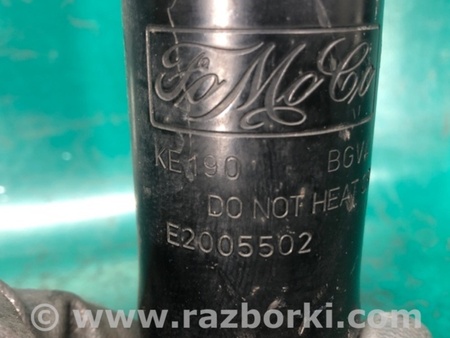 FoMoCo
KE190
DO NOT HEAT
E2005502
www.razborki.com